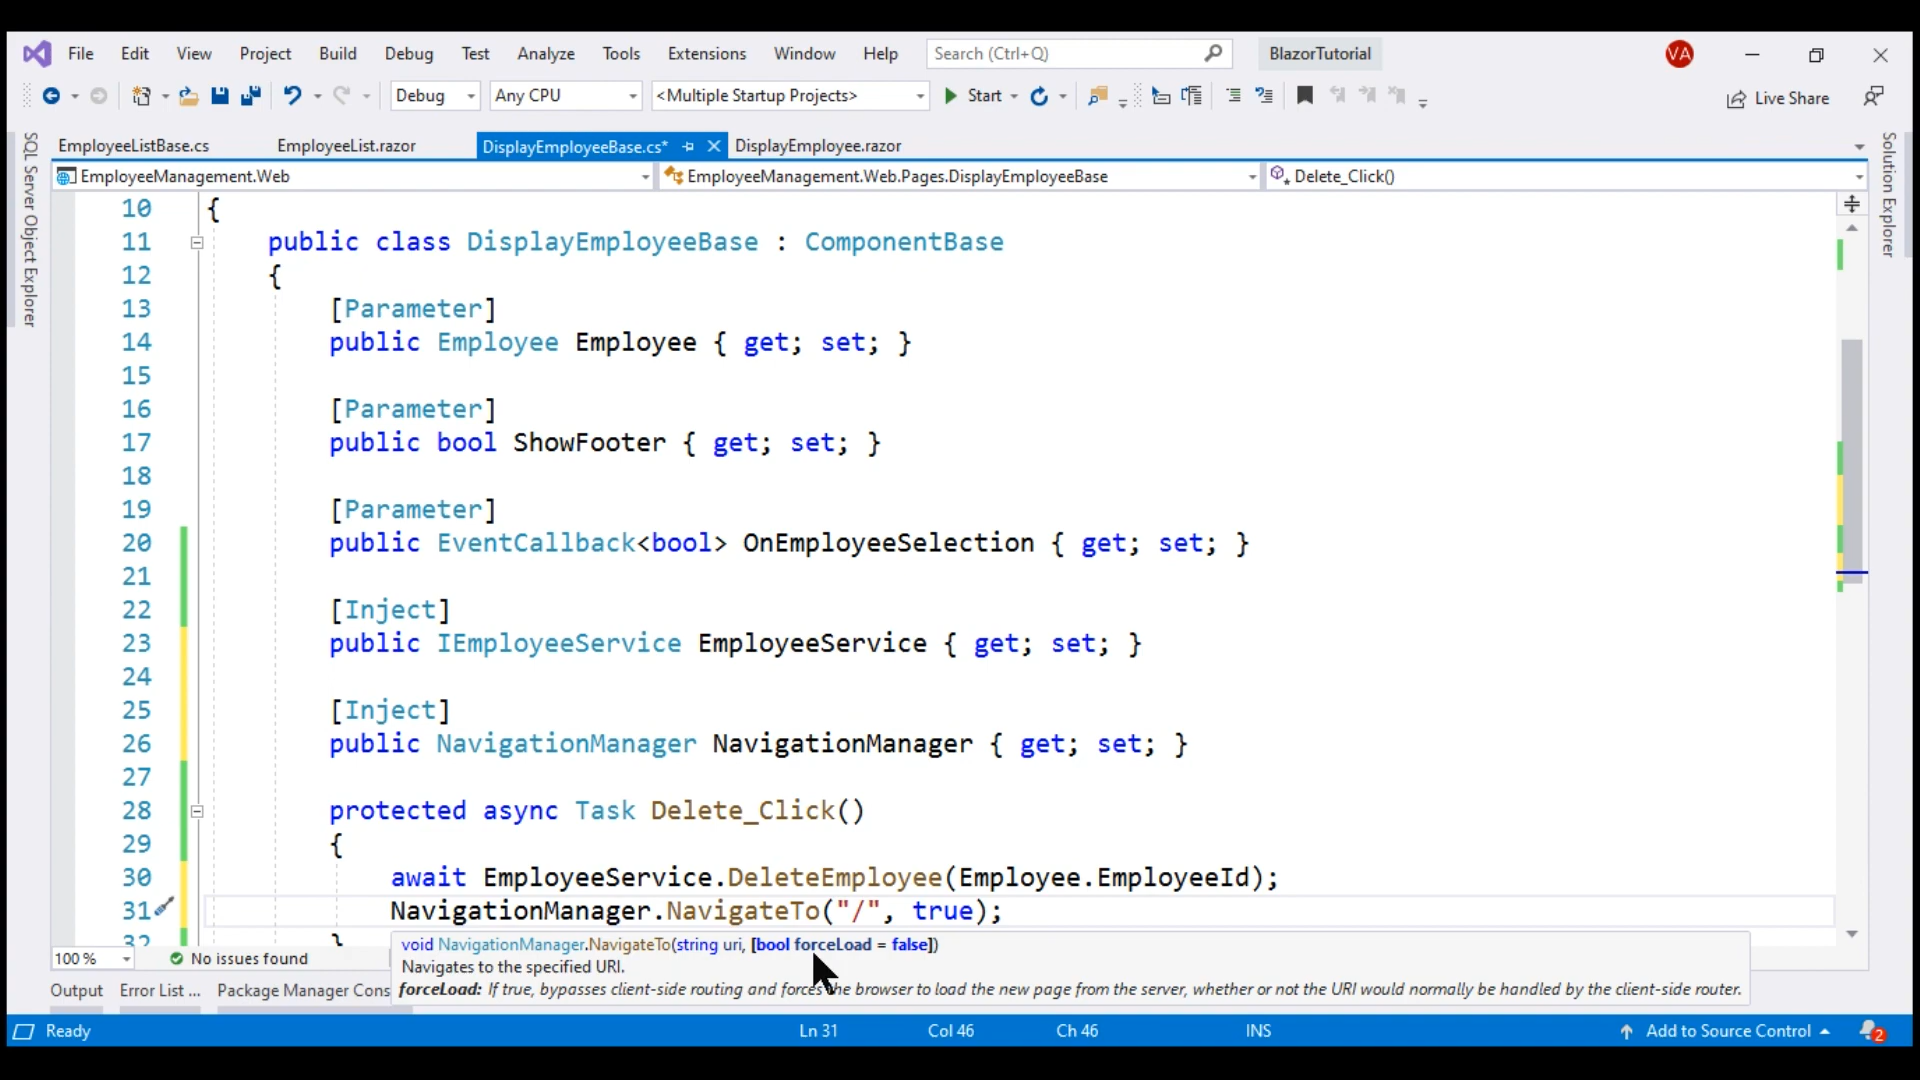 File Edit View Project Build Debug Test Analyze Tools Extensions Window Help Search (Ctrl+Q) BlazorTutorial VA
Debug Any CPU <Multiple Startup Projects> Start Live Share
SQL Server Object Explorer
Solution Explorer
EmployeeListBase.cs EmployeeList.razor DisplayEmployeeBase.cs* DisplayEmployee.razor
EmployeeManagement.Web EmployeeManagement.Web.Pages.DisplayEmployeeBase Delete_Click()
10 {
11 public class DisplayEmployeeBase : ComponentBase
12 {
13 [Parameter]
14 public Employee Employee { get; set; }
15
16 [Parameter]
17 public bool ShowFooter { get; set; }
18
19 [Parameter]
20 public EventCallback<bool> OnEmployeeSelection { get; set; }
21
22 [Inject]
23 public IEmployeeService EmployeeService { get; set; }
24
25 [Inject]
26 public NavigationManager NavigationManager { get; set; }
27
28 protected async Task Delete_Click()
29 {
30 await EmployeeService.DeleteEmployee(Employee.EmployeeId);
31 NavigationManager.NavigateTo("/", true);
32 }
void NavigationManager.NavigateTo(string uri, [bool forceLoad = false])
Navigates to the specified URI.
forceLoad: If true, bypasses client-side routing and forces the browser to load the new page from the server, whether or not the URI would normally be handled by the client-side router.
100 % No issues found
Output Error List ... Package Manager Cons
Ready Ln 31 Col 46 Ch 46 INS Add to Source Control 2